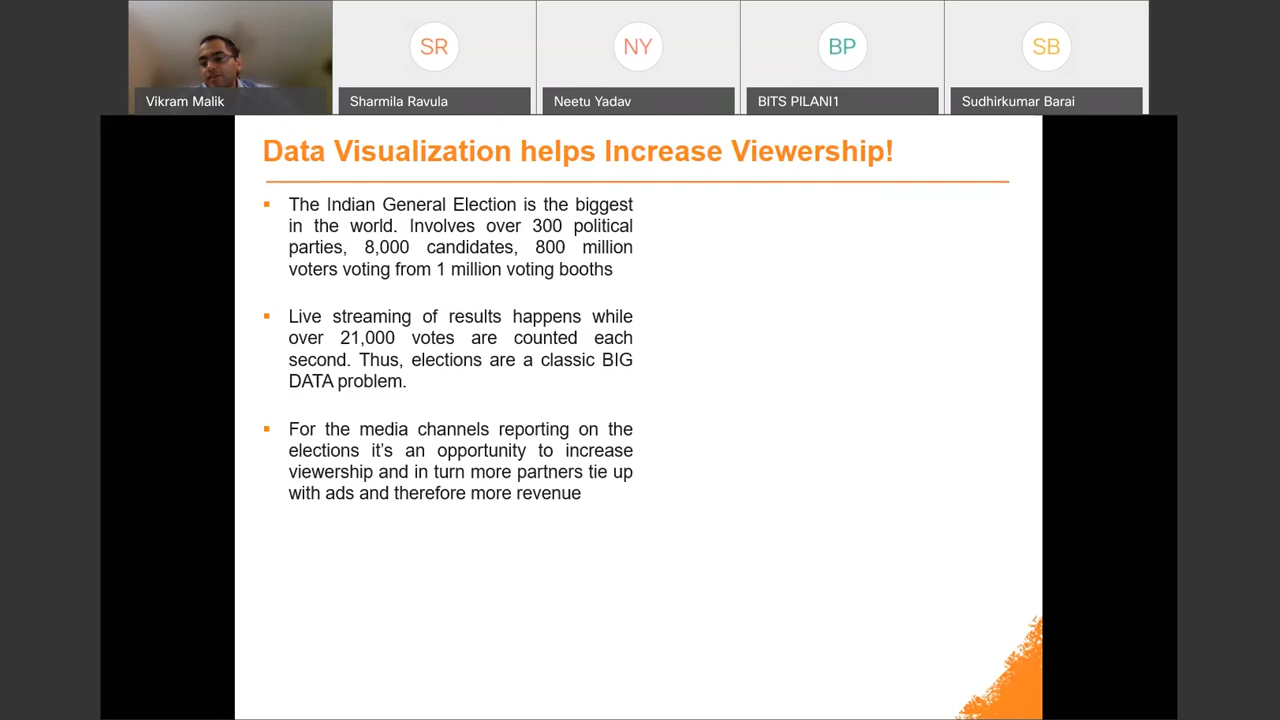 SR
NY
BP
SB
Vikram Malik
Sharmila Ravula
Neetu Yadav
BITS PILANI1
Sudhirkumar Barai
Data Visualization helps Increase Viewership!
The Indian General Election is the biggest
in the world. Involves over 300 political
parties, 8,000 candidates, 800 million
voters voting from 1 million voting booths
Live streaming of results happens while
over 21,000 votes are counted each
second. Thus, elections are a classic BIG
DATA problem.
For the media channels reporting on the
elections it’s an opportunity to increase
viewership and in turn more partners tie up
with ads and therefore more revenue